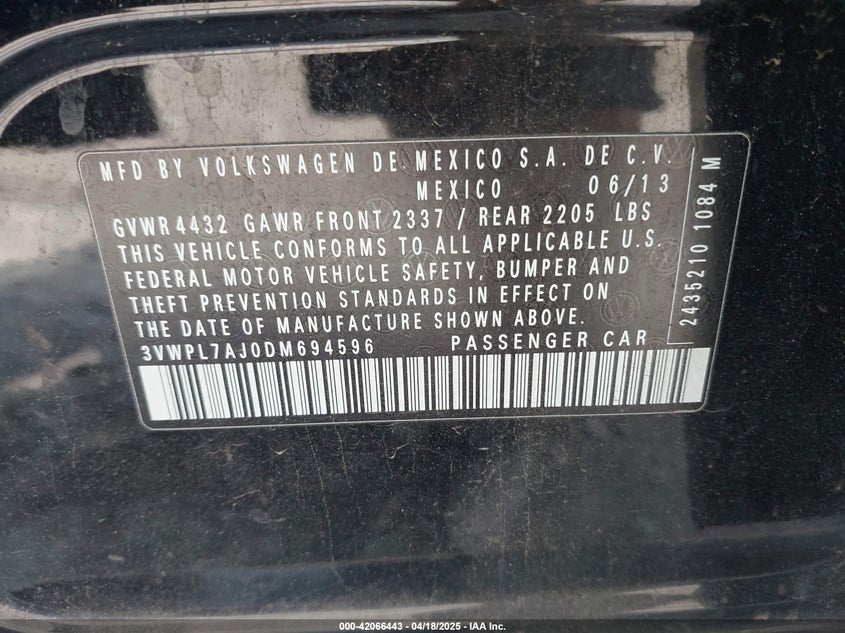 MFD BY VOLKSWAGEN DE MEXICO S.A. DE C.V.
MEXICO 06/13
GVWR 4432 GAWR FRONT 2337 / REAR 2205 LBS
THIS VEHICLE CONFORMS TO ALL APPLICABLE U.S.
FEDERAL MOTOR VEHICLE SAFETY, BUMPER AND
THEFT PREVENTION STANDARDS IN EFFECT ON
THE DATE OF MANUFACTURE SHOWN ABOVE.
3VWPL7AJ0DM694596 PASSENGER CAR
2435210 1084 M
000-42066443 - 04/18/2025 - IAA Inc.